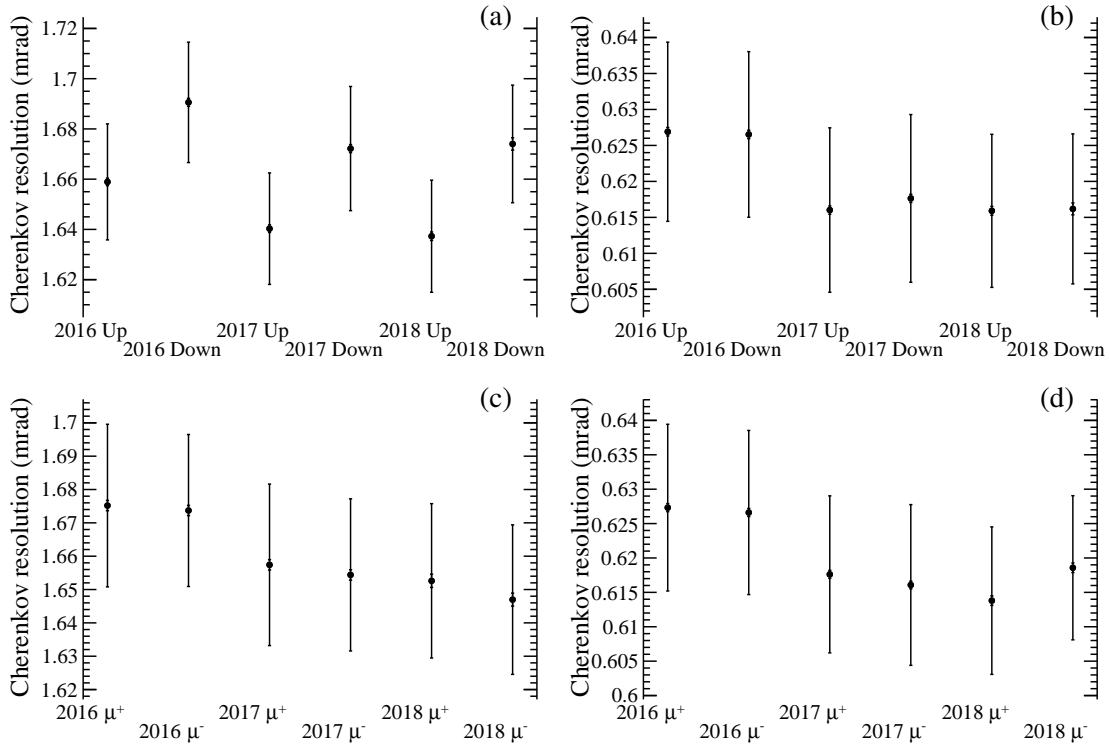 (a)
Cherenkov resolution (mrad)
1.72
1.7
1.68
1.66
1.64
1.62
2016 Up
2016 Down
2017 Up
2017 Down
2018 Up
2018 Down
(b)
Cherenkov resolution (mrad)
0.64
0.635
0.63
0.625
0.62
0.615
0.61
0.605
2016 Up
2016 Down
2017 Up
2017 Down
2018 Up
2018 Down
(c)
Cherenkov resolution (mrad)
1.7
1.69
1.68
1.67
1.66
1.65
1.64
1.63
1.62
2016 μ⁺
2016 μ⁻
2017 μ⁺
2017 μ⁻
2018 μ⁺
2018 μ⁻
(d)
Cherenkov resolution (mrad)
0.64
0.635
0.63
0.625
0.62
0.615
0.61
0.605
0.6
2016 μ⁺
2016 μ⁻
2017 μ⁺
2017 μ⁻
2018 μ⁺
2018 μ⁻